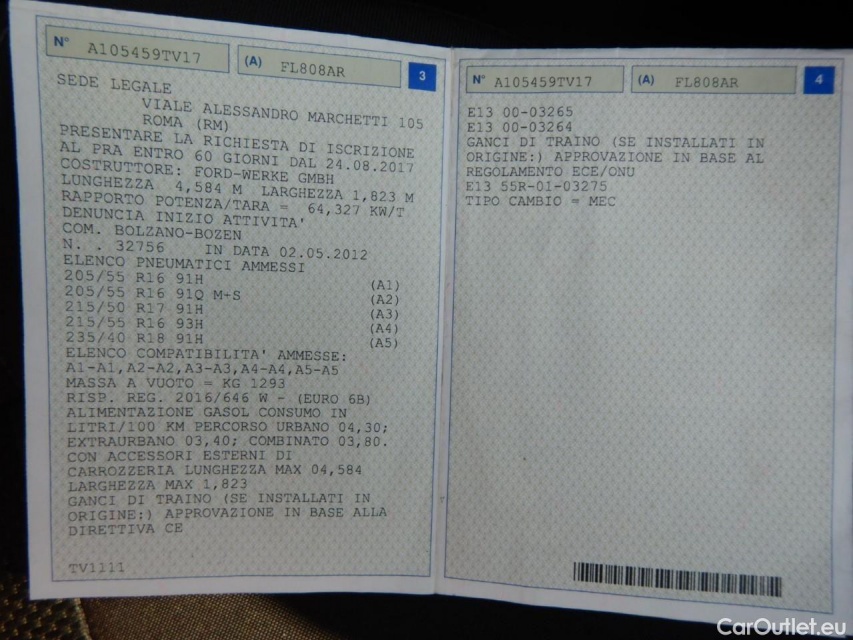 N° A105459TV17 (A) FL808AR 3
SEDE LEGALE
VIALE ALESSANDRO MARCHETTI 105
ROMA (RM)
PRESENTARE LA RICHIESTA DI ISCRIZIONE
AL PRA ENTRO 60 GIORNI DAL 24.08.2017
COSTRUTTORE: FORD-WERKE GMBH
LUNGHEZZA 4,584 M LARGHEZZA 1,823 M
RAPPORTO POTENZA/TARA = 64,327 KW/T
DENUNCIA INIZIO ATTIVITA'
COM. BOLZANO-BOZEN
N. . 32756 IN DATA 02.05.2012
ELENCO PNEUMATICI AMMESSI
205/55 R16 91H (A1)
205/55 R16 91Q M+S (A2)
215/50 R17 91H (A3)
215/55 R16 93H (A4)
235/40 R18 91H (A5)
ELENCO COMPATIBILITA' AMMESSE:
A1-A1,A2-A2,A3-A3,A4-A4,A5-A5
MASSA A VUOTO = KG 1293
RISP. REG. 2016/646 W - (EURO 6B)
ALIMENTAZIONE GASOL CONSUMO IN
LITRI/100 KM PERCORSO URBANO 04,30;
EXTRAURBANO 03,40; COMBINATO 03,80.
CON ACCESSORI ESTERNI DI
CARROZZERIA LUNGHEZZA MAX 04,584
LARGHEZZA MAX 1,823
GANCI DI TRAINO (SE INSTALLATI IN
ORIGINE:) APPROVAZIONE IN BASE ALLA
DIRETTIVA CE
TV1111
N° A105459TV17 (A) FL808AR 4
E13 00-03265
E13 00-03264
GANCI DI TRAINO (SE INSTALLATI IN
ORIGINE:) APPROVAZIONE IN BASE AL
REGOLAMENTO ECE/ONU
E13 55R-01-03275
TIPO CAMBIO = MEC
CarOutlet.eu